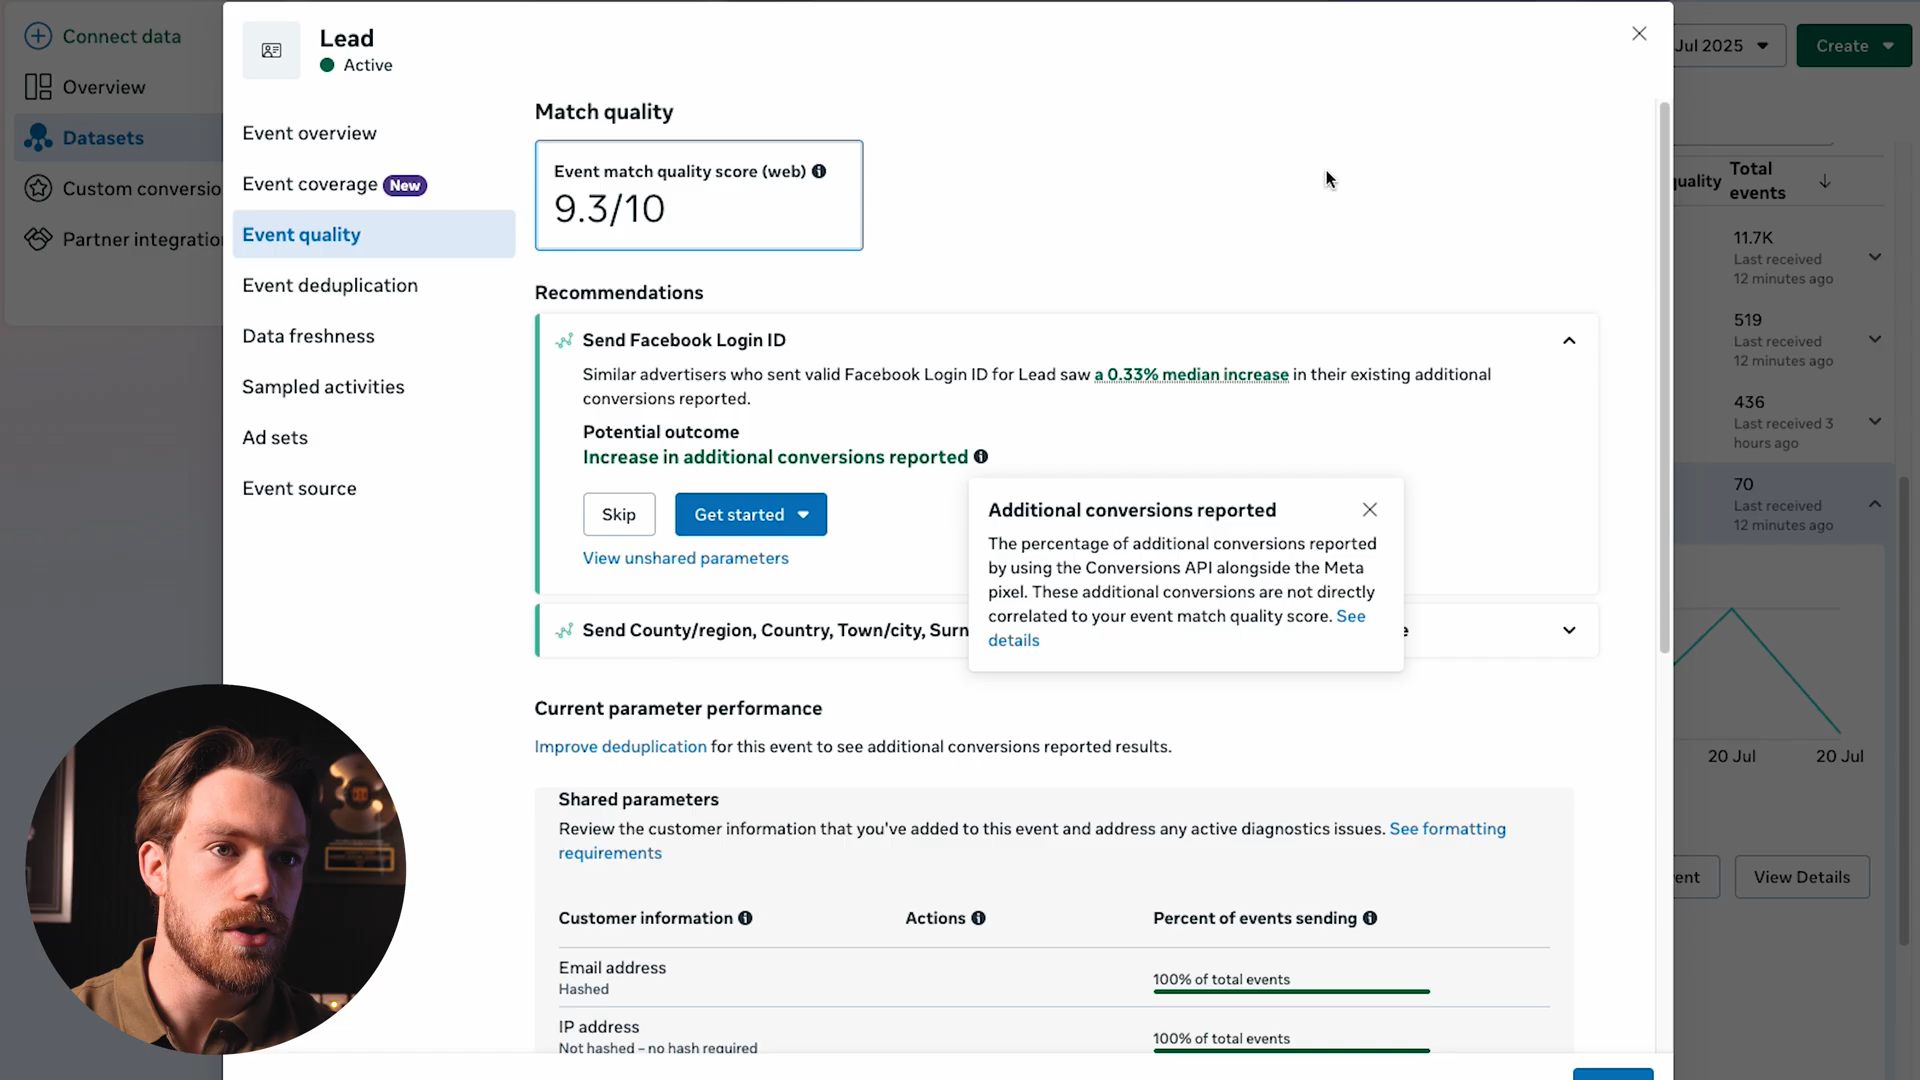 Connect data
Overview
Datasets
Custom conversio
Partner integratio
Lead
Active
Event overview
Event coverage New
Event quality
Event deduplication
Data freshness
Sampled activities
Ad sets
Event source
Match quality
Event match quality score (web)
9.3/10
Recommendations
Send Facebook Login ID
Similar advertisers who sent valid Facebook Login ID for Lead saw a 0.33% median increase in their existing additional
conversions reported.
Potential outcome
Increase in additional conversions reported
Skip
Get started
View unshared parameters
Additional conversions reported
The percentage of additional conversions reported
by using the Conversions API alongside the Meta
pixel. These additional conversions are not directly
correlated to your event match quality score. See
details
Send County/region, Country, Town/city, Surn
e
Current parameter performance
Improve deduplication for this event to see additional conversions reported results.
Shared parameters
Review the customer information that you've added to this event and address any active diagnostics issues. See formatting
requirements
Customer information
Actions
Percent of events sending
Email address
Hashed
100% of total events
IP address
Not hashed – no hash required
100% of total events
Jul 2025
Create
quality
Total
events
11.7K
Last received
12 minutes ago
519
Last received
12 minutes ago
436
Last received 3
hours ago
70
Last received
12 minutes ago
20 Jul
20 Jul
ent
View Details